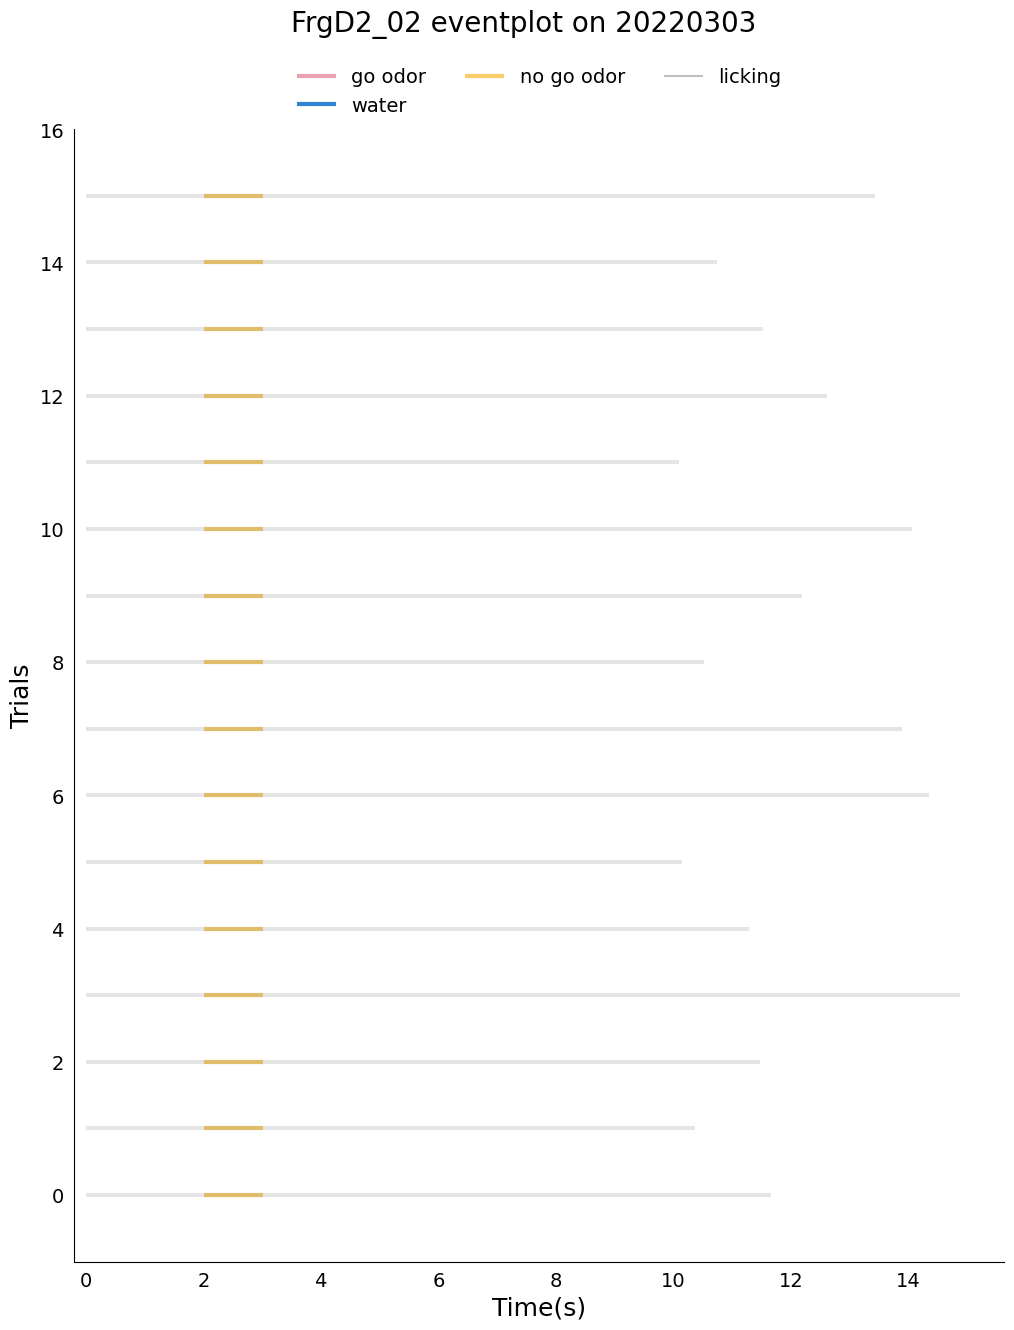 FrgD2_02 eventplot on 20220303
go odor
no go odor
licking
water
16
14
12
10
8
6
4
2
0
Trials
0 2 4 6 8 10 12 14
Time(s)